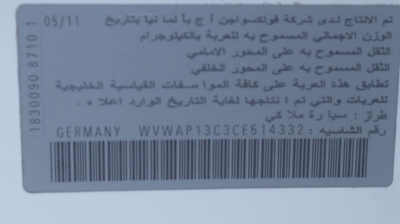 تم الانتاج لدى شركة فولكسواجن أ ج بألمانيا بتاريخ 05/11
الوزن الاجمالي المسموح به للعربة بالكيلوجرام
الثقل المسموح به على المحور الامامي
الثقل المسموح به على المحور الخلفي
تطابق هذة العربة على كافة المواصفات القياسية الخليجية
للعربات والتي تم انتاجها لغاية التاريخ الوارد اعلاه.
طراز: سيارة ملاكي
رقم الشاسيه: WVWAP13C3CE514332 GERMANY
1830090 8710 1